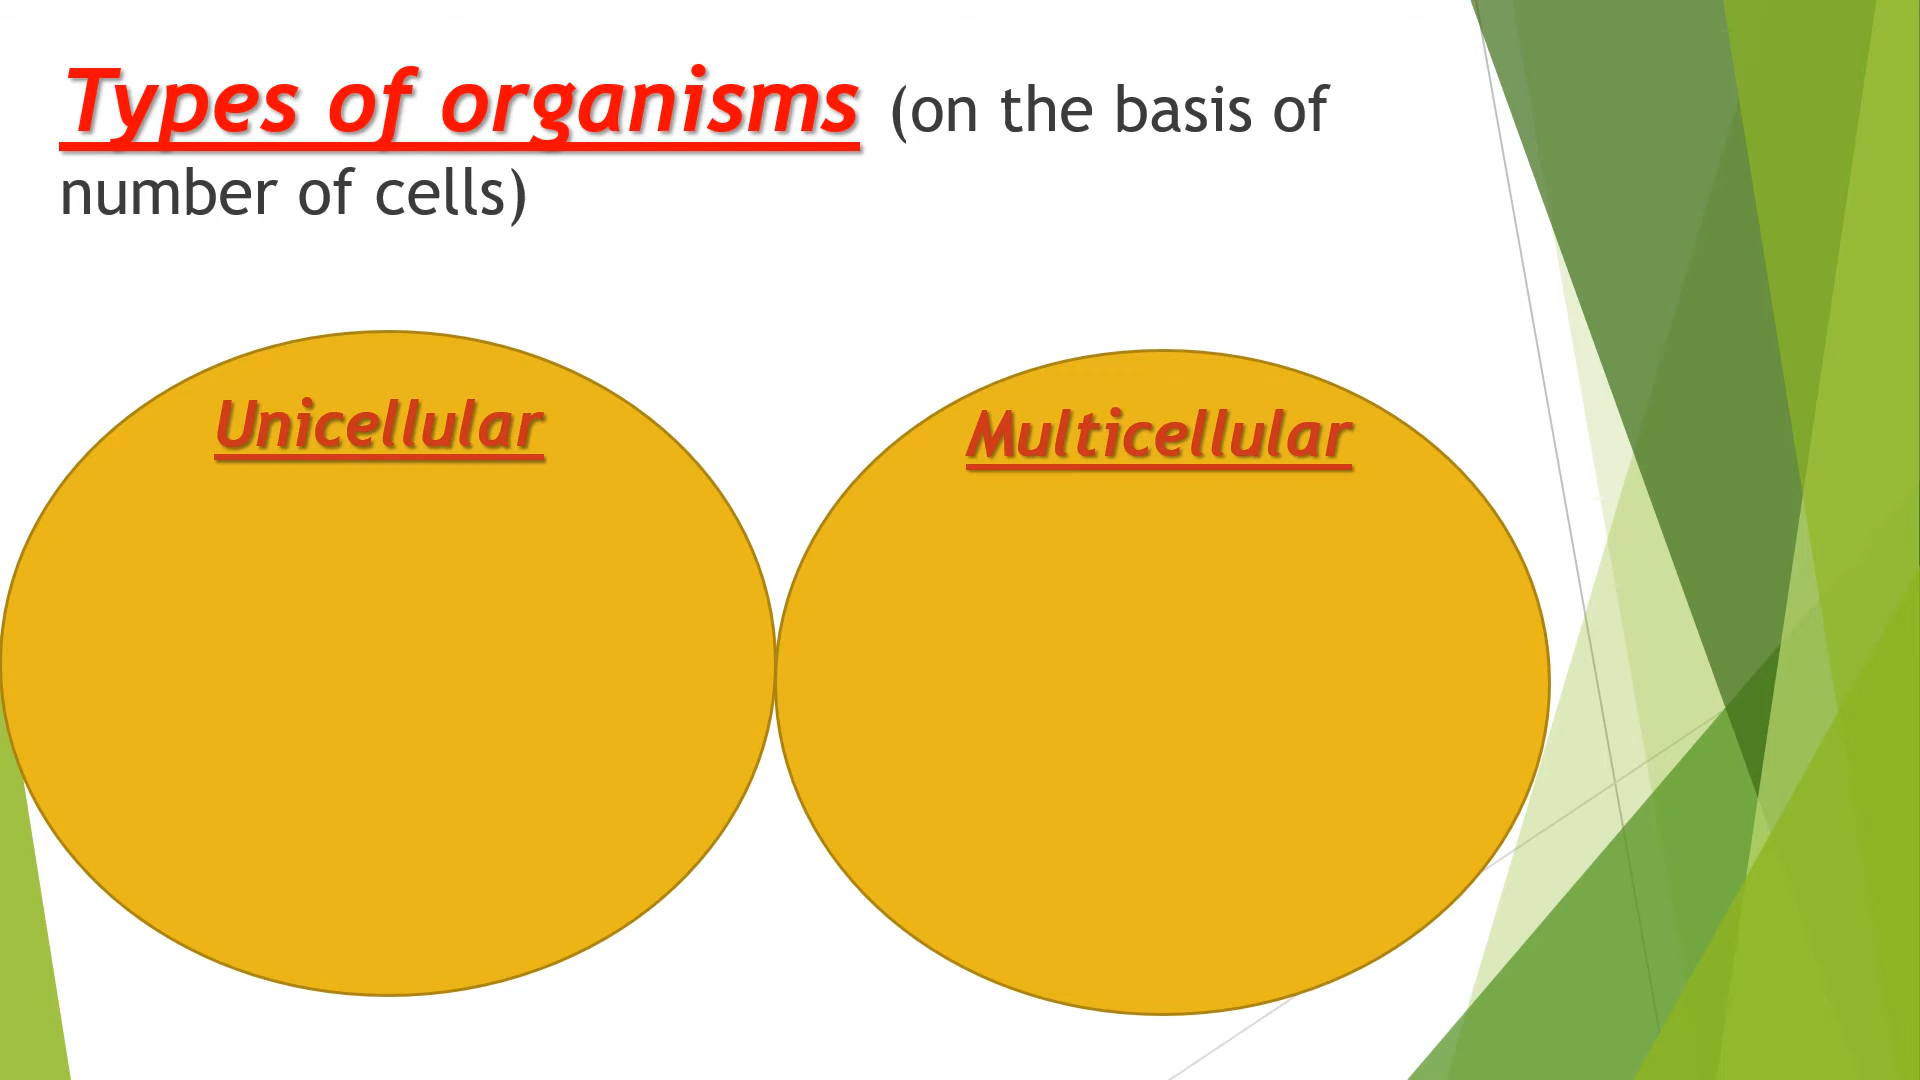 Types of organisms (on the basis of
number of cells)
Unicellular
Multicellular